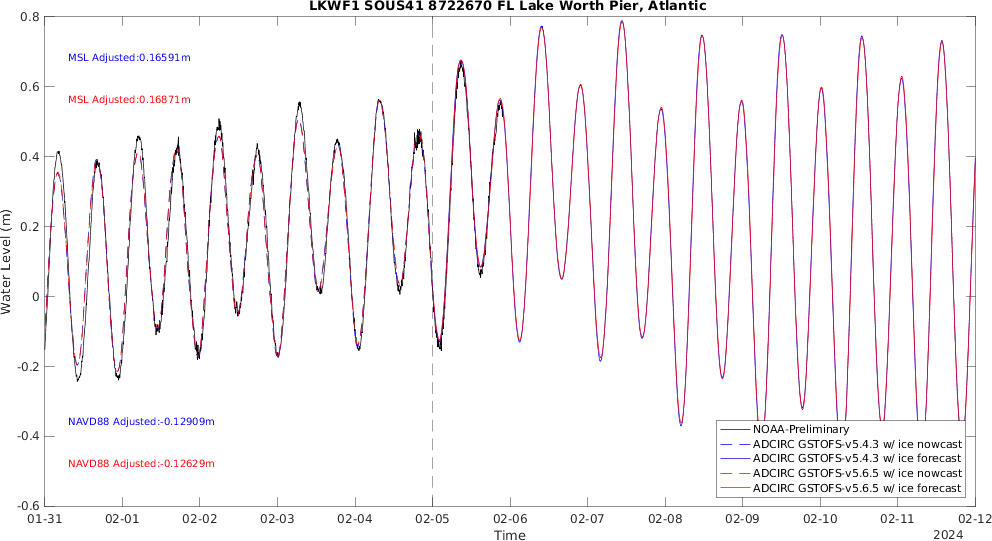 LKWF1 SOUS41 8722670 FL Lake Worth Pier, Atlantic
0.8
0.6
0.4
0.2
0
-0.2
-0.4
-0.6
Water Level (m)
MSL Adjusted:0.16591m
MSL Adjusted:0.16871m
NAVD88 Adjusted:-0.12909m
NAVD88 Adjusted:-0.12629m
NOAA-Preliminary
ADCIRC GSTOFS-v5.4.3 w/ ice nowcast
ADCIRC GSTOFS-v5.4.3 w/ ice forecast
ADCIRC GSTOFS-v5.6.5 w/ ice nowcast
ADCIRC GSTOFS-v5.6.5 w/ ice forecast
01-31 02-01 02-02 02-03 02-04 02-05 02-06 02-07 02-08 02-09 02-10 02-11 02-12
Time
2024